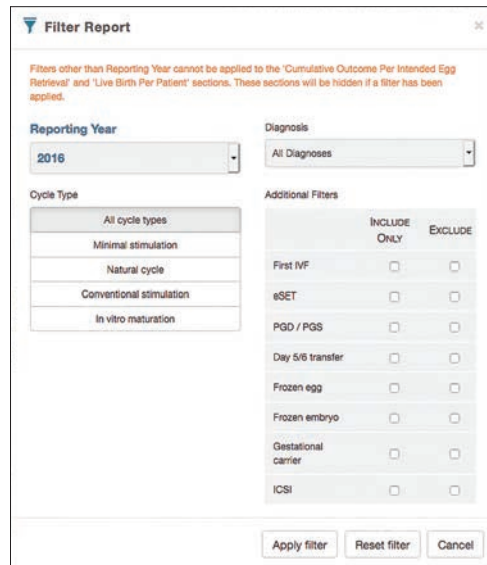 Filter Report
×
Filters other than Reporting Year cannot be applied to the 'Cumulative Outcome Per Intended Egg
Retrieval' and 'Live Birth Per Patient' sections. These sections will be hidden if a filter has been
applied.
Reporting Year
2016
Diagnosis
All Diagnoses
Cycle Type
All cycle types
Minimal stimulation
Natural cycle
Conventional stimulation
In vitro maturation
Additional Filters
INCLUDE
ONLY
EXCLUDE
First IVF
eSET
PGD / PGS
Day 5/6 transfer
Frozen egg
Frozen embryo
Gestational
carrier
ICSI
Apply filter
Reset filter
Cancel